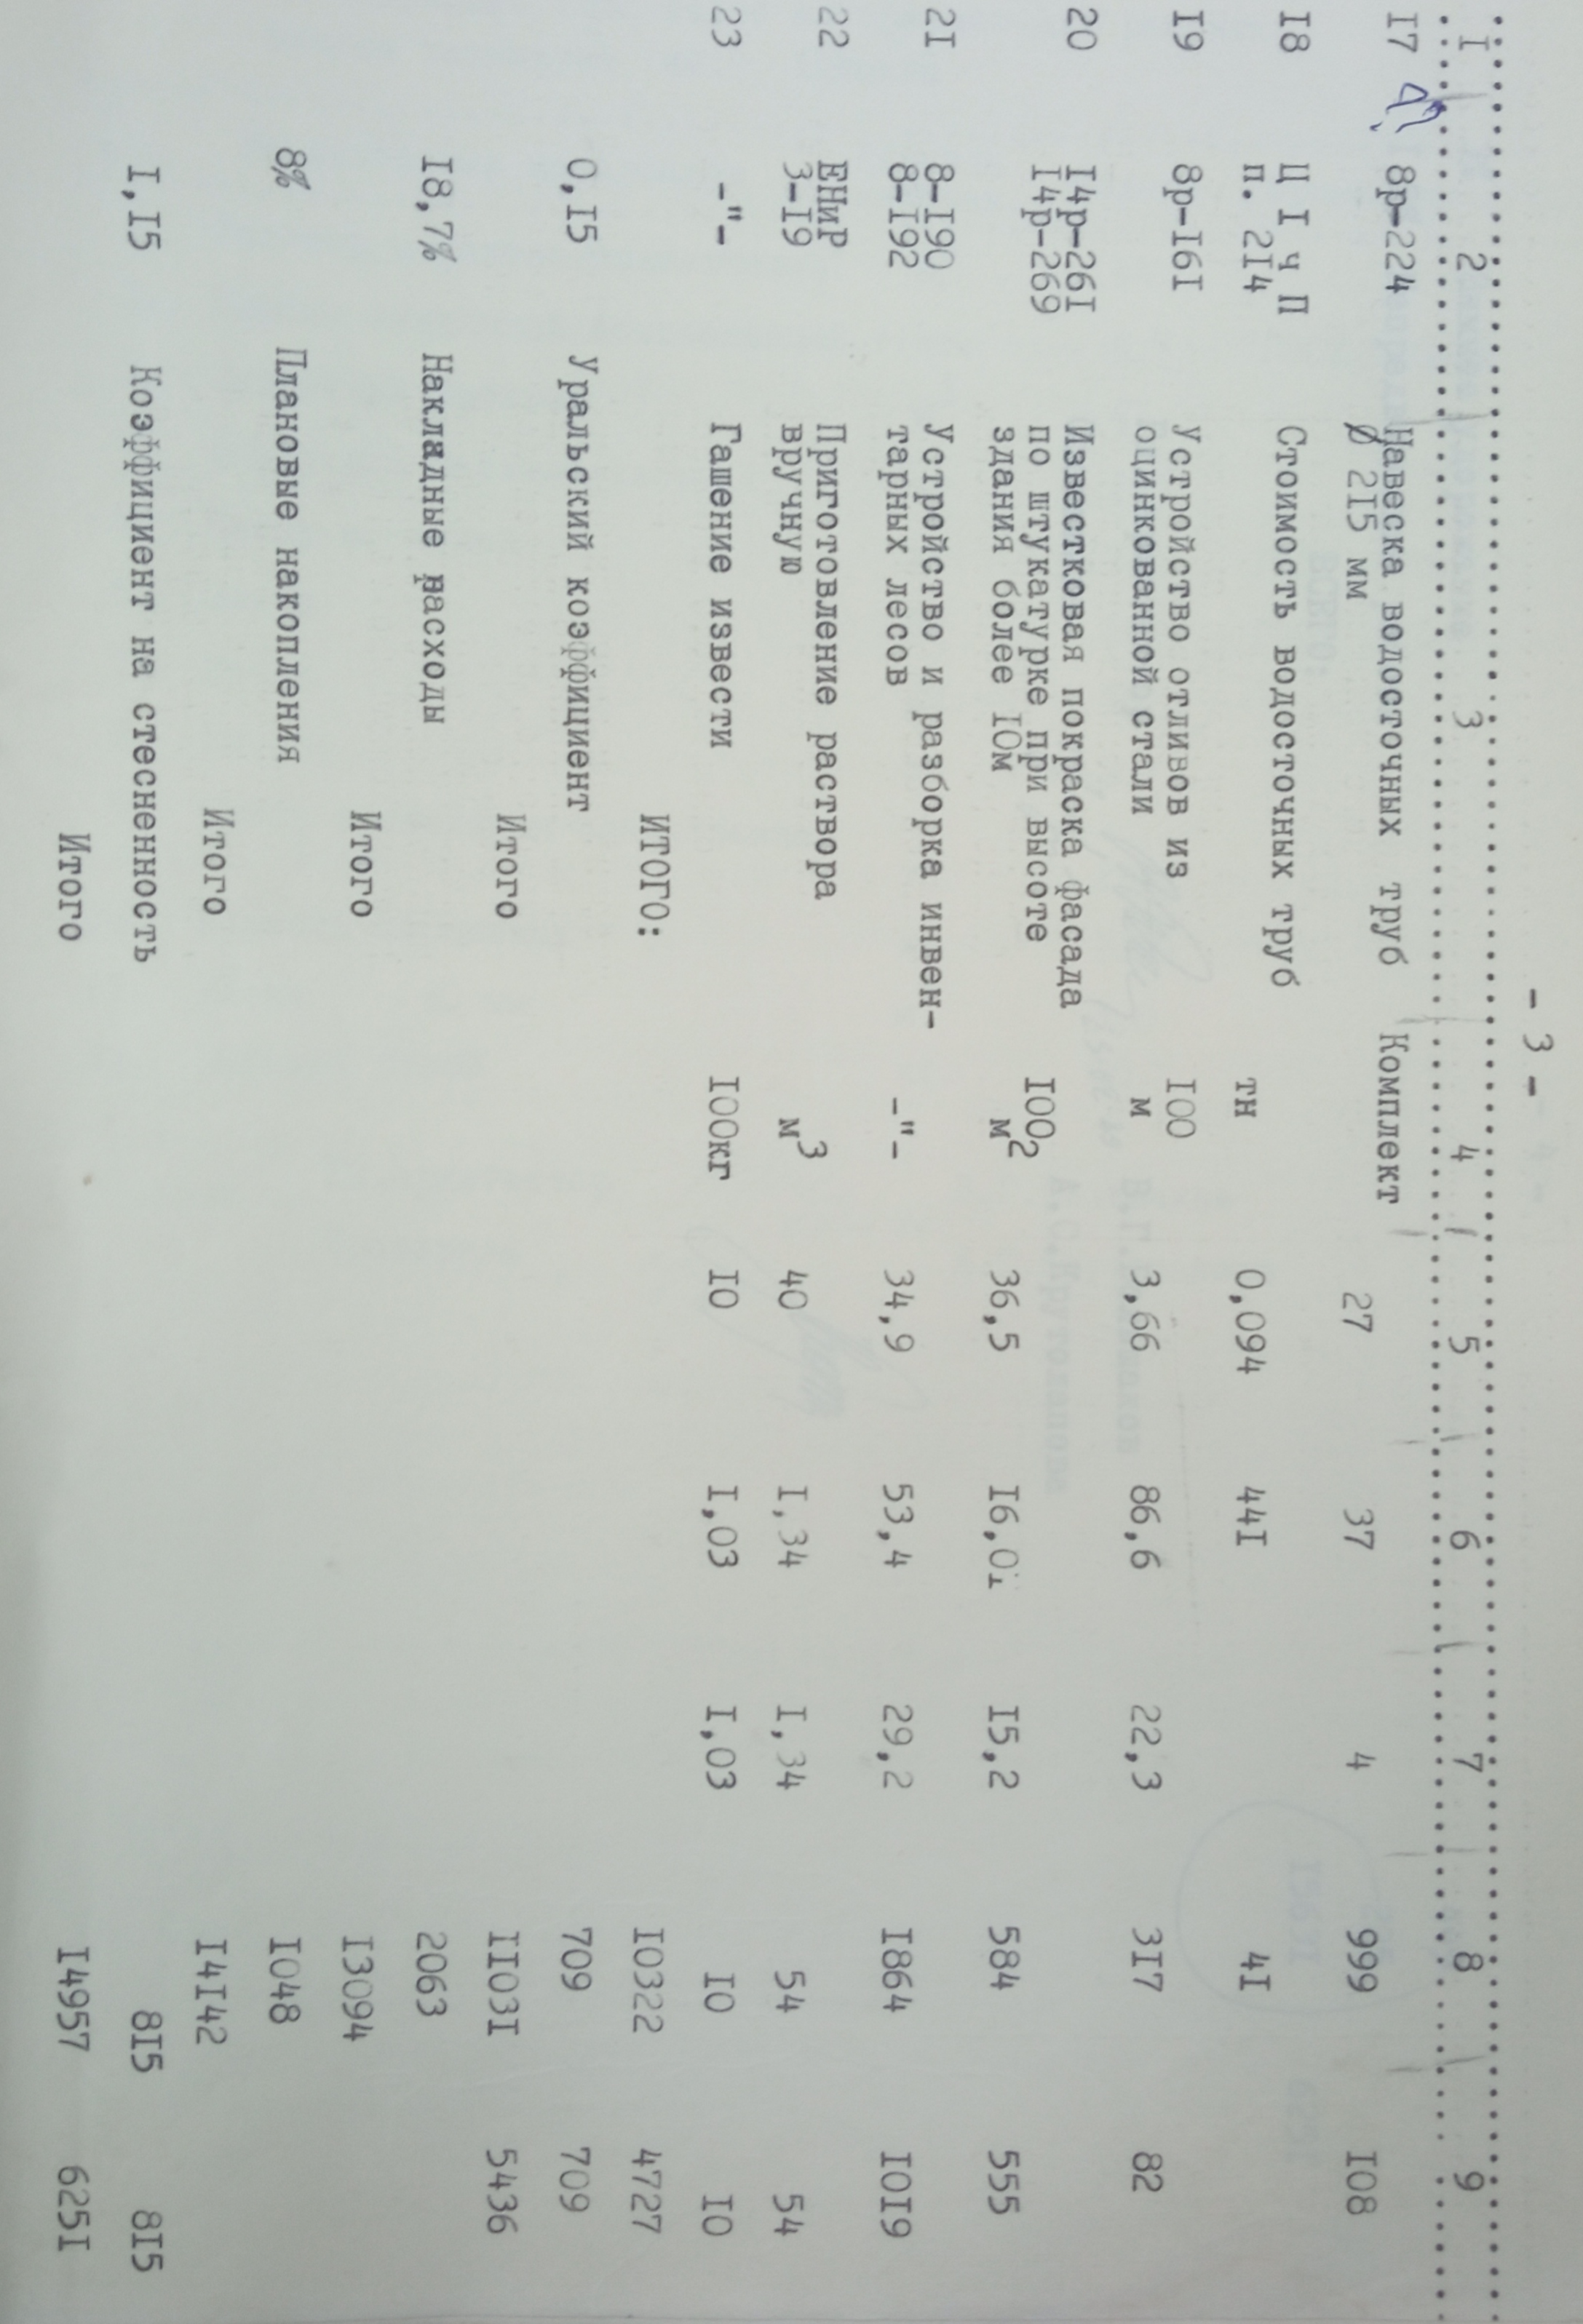 - 3 -
I 2 3 4 5 6 7 8 9
I7 8р-224 Навеска водосточных труб Комплект
Ø 2I5 мм 27 37 4 999 I08
I8 Ц I ч П Стоимость водосточных труб
п. 2I4 тн 0,094 44I 4I
I9 8р-I6I Устройство отливов из I00
оцинкованной стали м 3,66 86,6 22,3 3I7 82
20 I4р-26I Известковая покраска фасада
I4р-269 по штукатурке при высоте I00
здания более I0м м2 36,5 I6,0I I5,2 584 555
2I 8-I90 Устройство и разборка инвен-
8-I92 тарных лесов -"- 34,9 53,4 29,2 I864 I0I9
22 ЕНиР Приготовление раствора
3-I9 вручную м3 40 I,34 I,34 54 54
23 -"- Гашение извести I00кг I0 I,03 I,03 I0 I0
ИТОГО: I0322 4727
0,I5 Уральский коэффициент 709 709
Итого II03I 5436
I8,7% Накладные расходы 2063
Итого I3094
8% Плановые накопления I048
Итого I4I42
I,I5 Коэффициент на стесненность 8I5 8I5
Итого I4957 625I